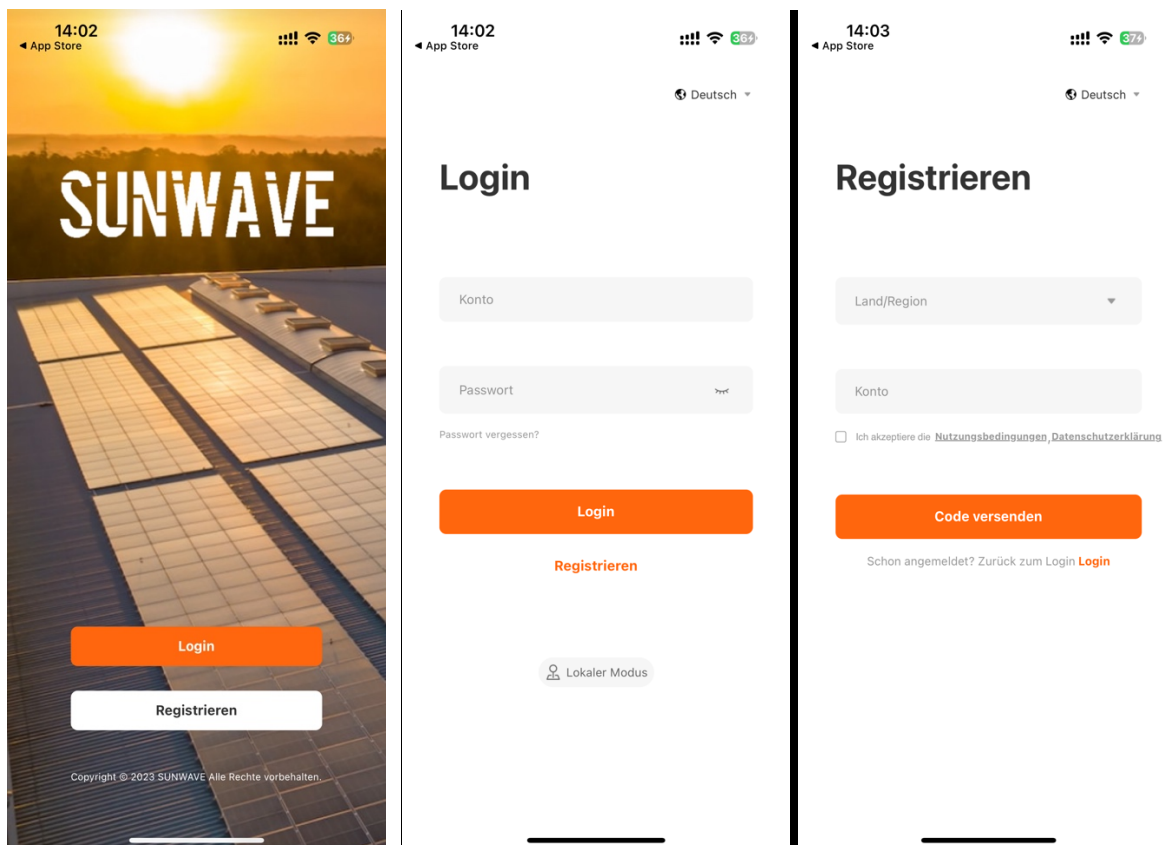 14:02
App Store
36
SUNWAVE
Login
Registrieren
Copyright © 2023 SUNWAVE Alle Rechte vorbehalten.
14:02
App Store
36
Deutsch
Login
Konto
Passwort
Passwort vergessen?
Login
Registrieren
Lokaler Modus
14:03
App Store
37
Deutsch
Registrieren
Land/Region
Konto
Ich akzeptiere die Nutzungsbedingungen, Datenschutzerklärung
Code versenden
Schon angemeldet? Zurück zum Login Login